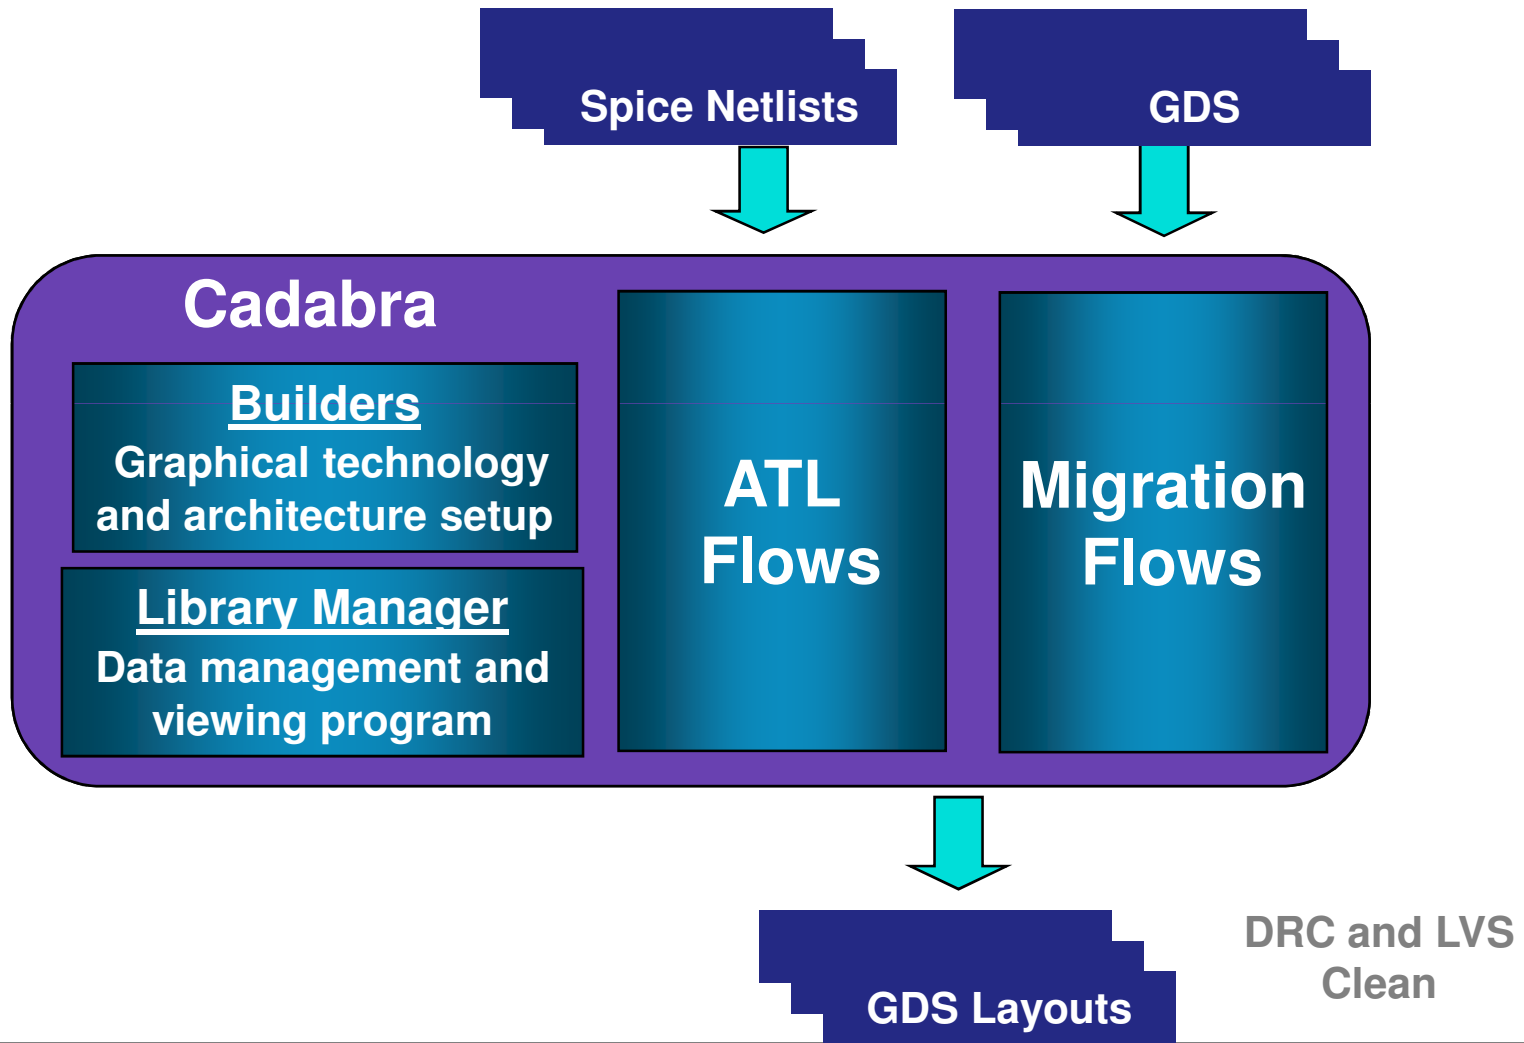 Spice Netlists
GDS
Cadabra
Builders
Graphical technology
and architecture setup
Library Manager
Data management and
viewing program
ATL
Flows
Migration
Flows
GDS Layouts
DRC and LVS
Clean